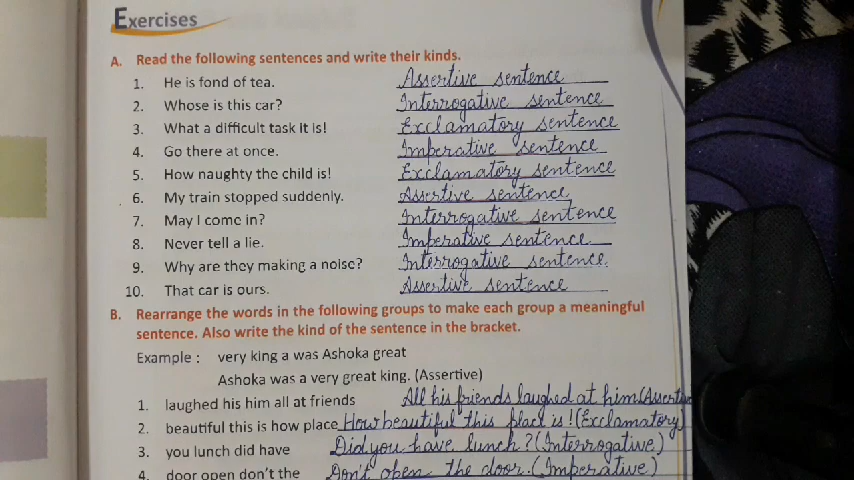 Exercises
A. Read the following sentences and write their kinds.
1. He is fond of tea. Assertive sentence
2. Whose is this car? Interrogative sentence
3. What a difficult task it is! Exclamatory sentence
4. Go there at once. Imperative sentence
5. How naughty the child is! Exclamatory sentence
6. My train stopped suddenly. Assertive sentence
7. May I come in? Interrogative sentence
8. Never tell a lie. Imperative sentence
9. Why are they making a noise? Interrogative sentence
10. That car is ours. Assertive sentence
B. Rearrange the words in the following groups to make each group a meaningful
sentence. Also write the kind of the sentence in the bracket.
Example : very king a was Ashoka great
Ashoka was a very great king. (Assertive)
1. laughed his him all at friends All his friends laughed at him (Assertive
2. beautiful this is how place How beautiful this place is! (Exclamatory)
3. you lunch did have Did you have lunch? (Interrogative)
4. door open don't the Don't open the door. (Imperative)